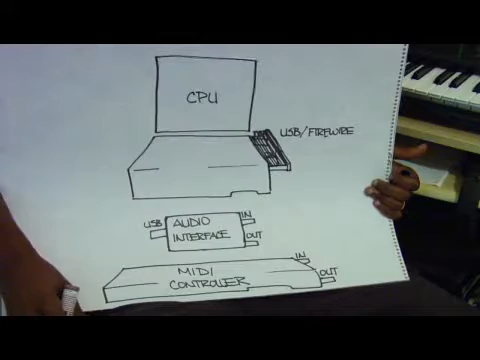 CPU
USB/FIREWIRE
USB
AUDIO
INTERFACE
IN
OUT
MIDI
CONTROLLER
IN
OUT